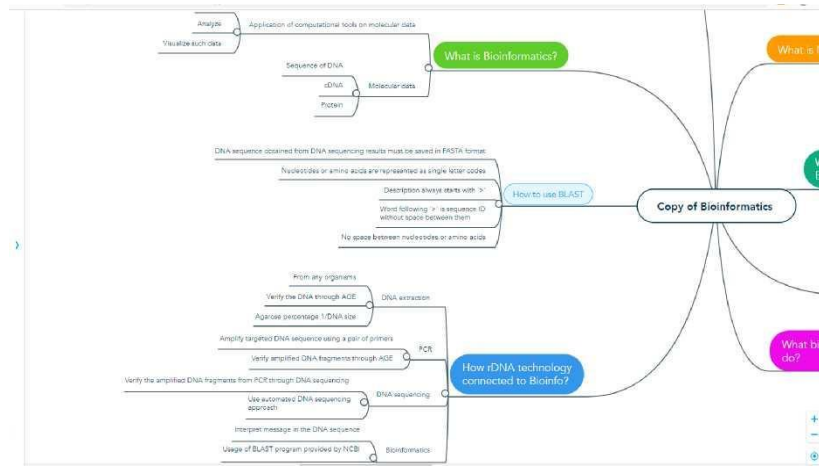 Analyze
Application of computational tools on molecular data
Visualize such data
What is Bioinformatics?
Sequence of DNA
cDNA
Molecular data
Protein
DNA sequence obtained from DNA sequencing results must be saved in FASTA format
Nucleotides or amino acids are represented as single letter codes
Description always starts with '>'
How to use BLAST
Word following '>' is sequence ID
without space between them
No space between nucleotides or amino acids
From any organisms
Verify the DNA through AGE
DNA extraction
Agarose percentage 1/DNA size
Amplify targeted DNA sequence using a pair of primers
PCR
Verify amplified DNA fragments through AGE
How rDNA technology
connected to Bioinfo?
Verify the amplified DNA fragments from PCR through DNA sequencing
DNA sequencing
Use automated DNA sequencing
approach
Interpret message in the DNA sequence
Usage of BLAST program provided by NCBI
Bioinformatics
Copy of Bioinformatics
What is
What bi
do?